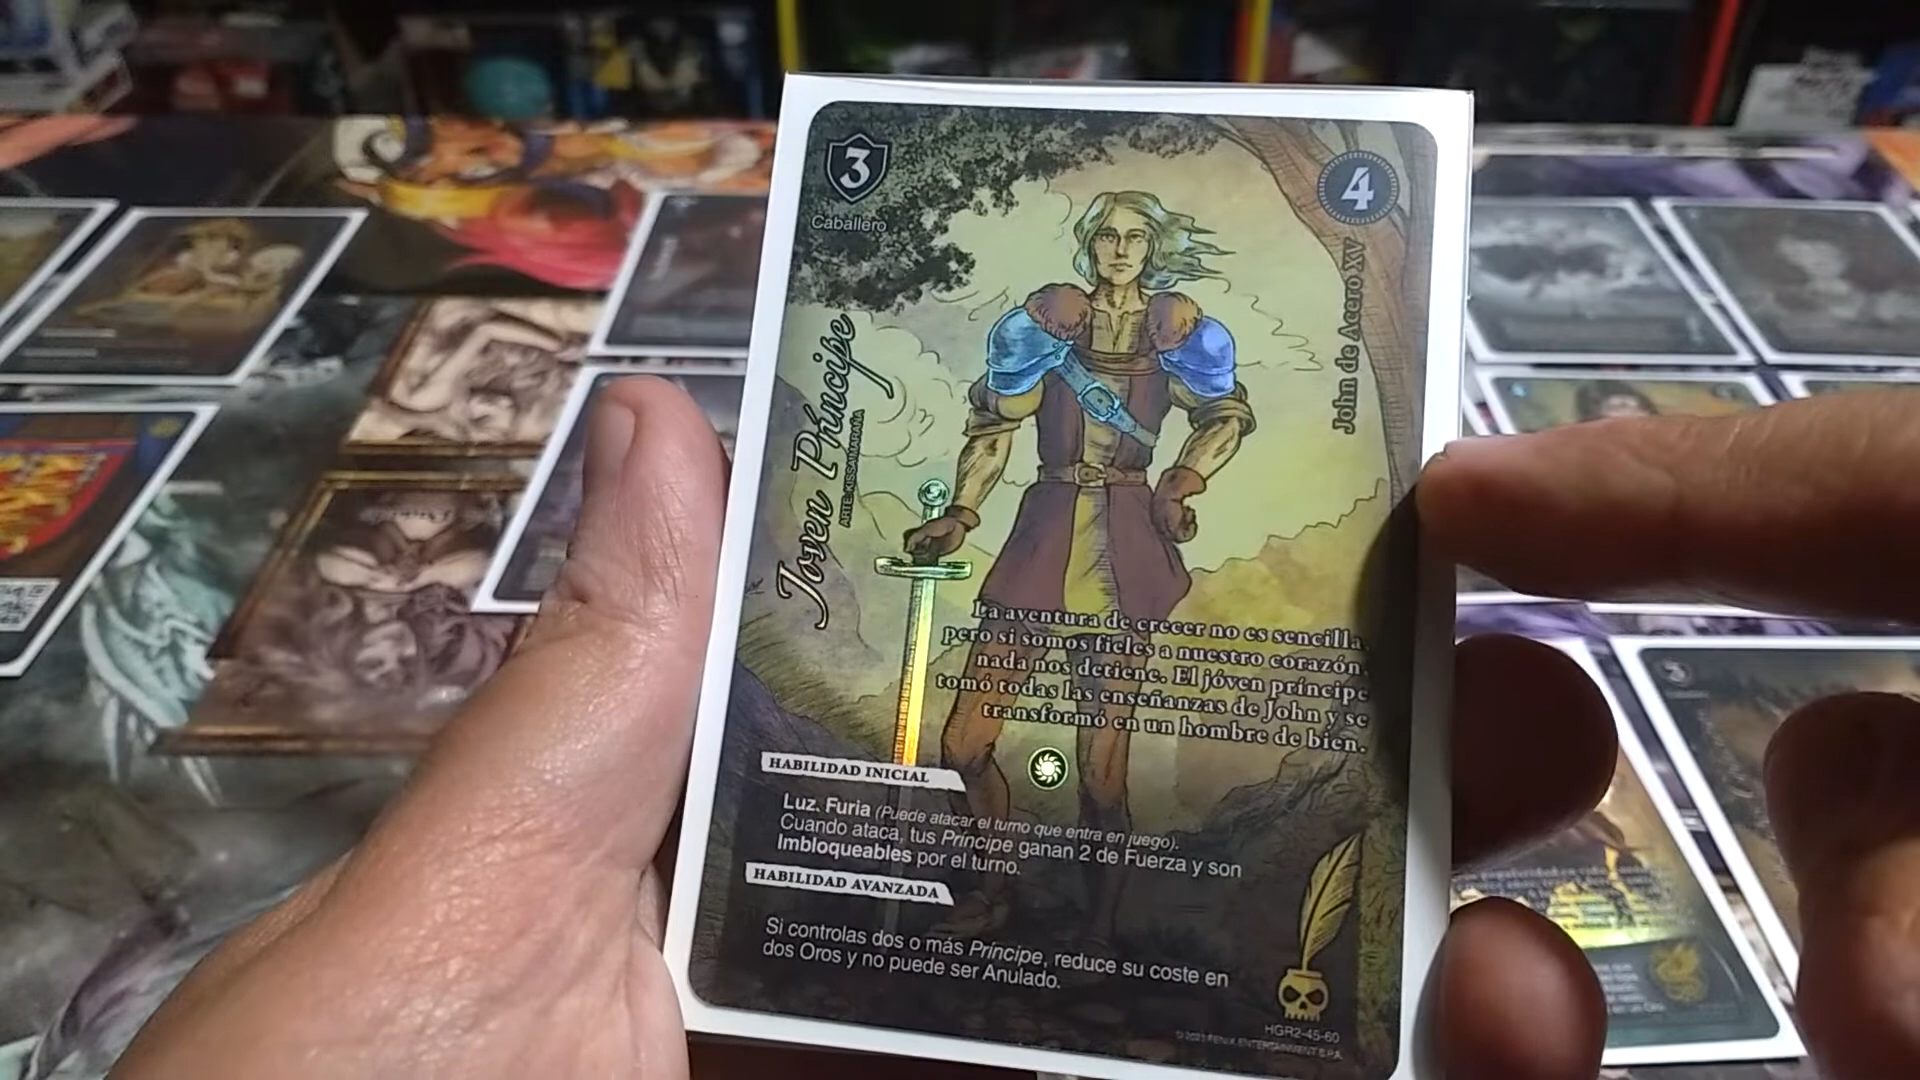 3
4
Caballero
John de Acero XV
Joven Príncipe
ARTE: KISSAMARAÑA
La aventura de crecer no es sencilla,
pero si somos fieles a nuestro corazón,
nada nos detiene. El jóven príncipe
tomó todas las enseñanzas de John y se
transformó en un hombre de bien.
HABILIDAD INICIAL
Luz. Furia (Puede atacar el turno que entra en juego).
Cuando ataca, tus Príncipe ganan 2 de Fuerza y son
Imbloqueables por el turno.
HABILIDAD AVANZADA
Si controlas dos o más Príncipe, reduce su coste en
dos Oros y no puede ser Anulado.
HGR2-45-60
FENIX ENTERTAINMENT S.P.A.